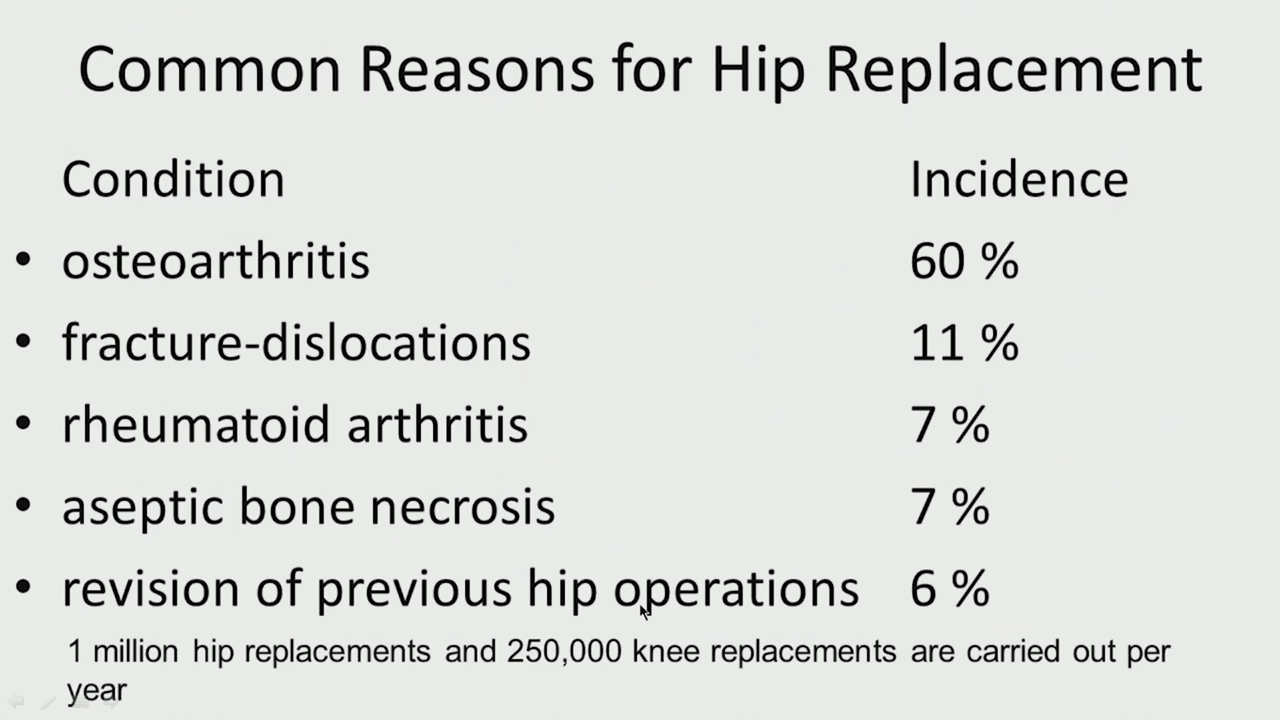 Common Reasons for Hip Replacement
Condition Incidence
• osteoarthritis 60 %
• fracture-dislocations 11 %
• rheumatoid arthritis 7 %
• aseptic bone necrosis 7 %
• revision of previous hip operations 6 %
1 million hip replacements and 250,000 knee replacements are carried out per
year